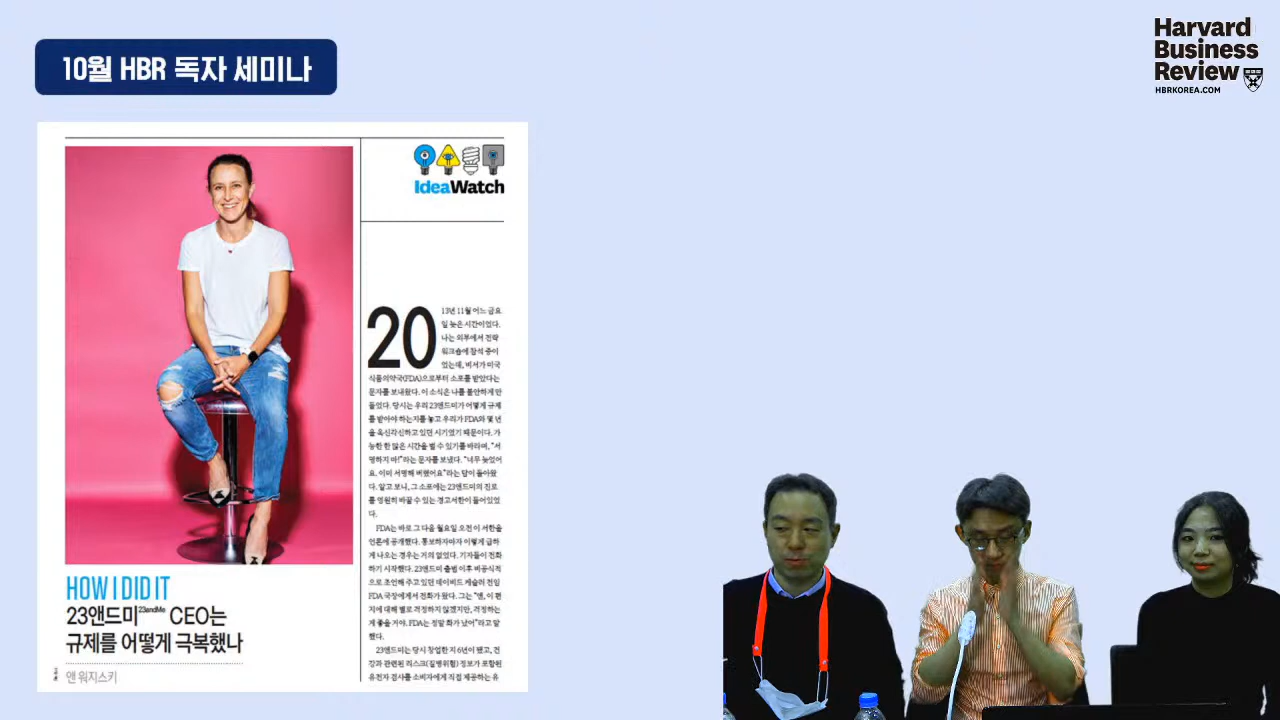 10월 HBR 독자 세미나
Harvard
Business
Review
HBRKOREA.COM
IdeaWatch
HOW I DID IT
23앤드미23andMe CEO는
규제를 어떻게 극복했나
앤 워지스키
2013년 11월 어느 금요
일 늦은 시간이었다.
나는 외부에서 전략
워크숍에 참석 중이
었는데, 비서가 미국
식품의약국(FDA)으로부터 소포를 받았다는
문자를 보내왔다. 이 소식은 나를 불안하게 만
들었다. 당시는 우리 23앤드미가 어떻게 규제
를 받아야 하는지를 놓고 우리가 FDA와 몇 년
을 옥신각신하고 있던 시기였기 때문이다. 가
능한 한 많은 시간을 벌 수 있기를 바라며, “서
명하지 마!”라는 문자를 보냈다. “너무 늦었어
요. 이미 서명해 버렸어요”라는 답이 돌아왔
다. 알고 보니, 그 소포에는 23앤드미의 진로
를 영원히 바꿀 수 있는 경고서한이 들어있었
다.
FDA는 바로 그 다음 월요일 오전 이 서한을
언론에 공개했다. 통보하자마자 이렇게 급하
게 나오는 경우는 거의 없었다. 기자들이 전화
하기 시작했다. 23앤드미 출범 이후 비공식적
으로 조언해 주고 있던 데이비드 케슬러 전임
FDA 국장에게서 전화가 왔다. 그는 “앤, 이 편
지에 대해 별로 걱정하지 않겠지만, 걱정하는
게 좋을 거야. FDA는 정말 화가 났어”라고 말
했다.
23앤드미는 당시 창업한 지 6년이 됐고, 건
강과 관련된 리스크(질병위험) 정보가 포함된
유전자 검사를 소비자에게 직접 제공하는 유